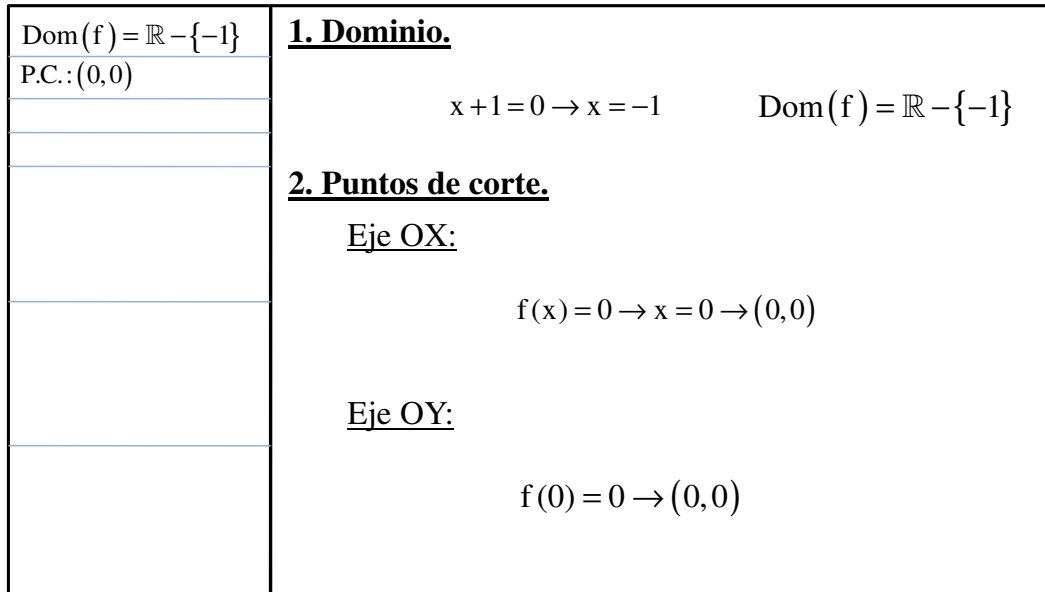 Dom(f) = ℝ − {−1}
P.C.: (0,0)
1. Dominio.
x + 1 = 0 → x = −1 Dom(f) = ℝ − {−1}
2. Puntos de corte.
Eje OX:
f(x) = 0 → x = 0 → (0,0)
Eje OY:
f(0) = 0 → (0,0)